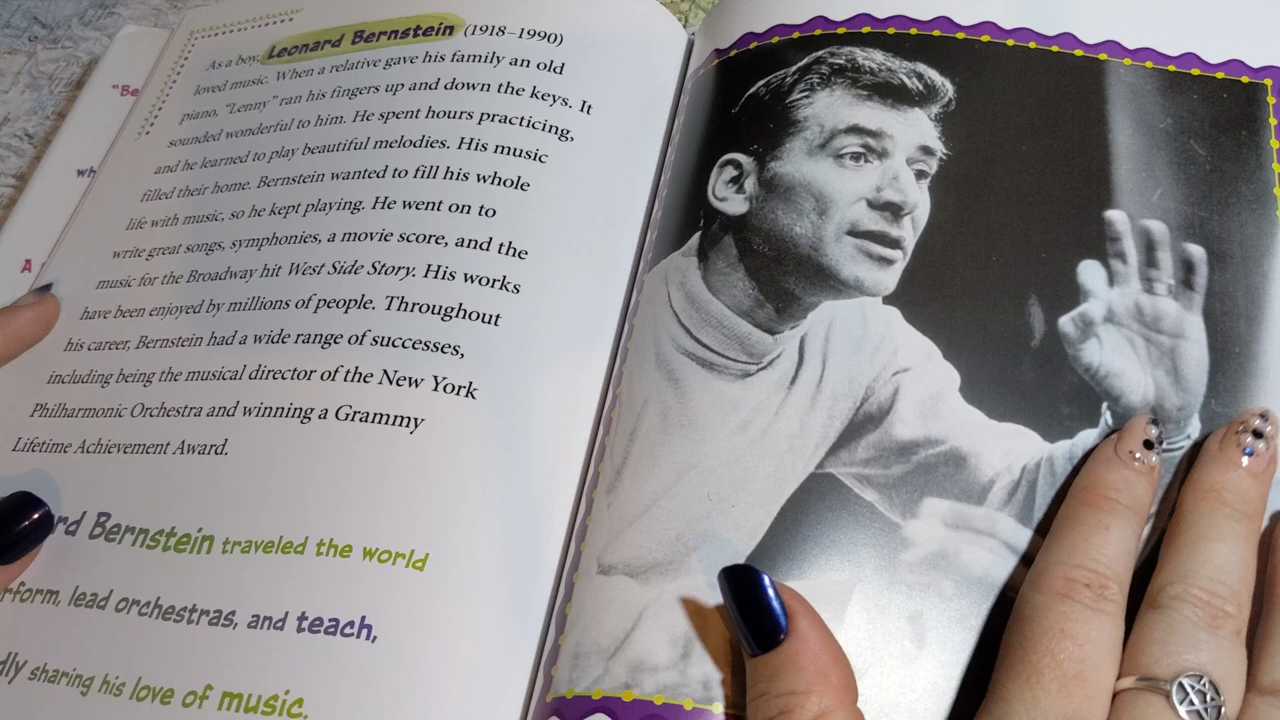 "Be
wh
A
Leonard Bernstein (1918–1990)
As a boy, Leonard Bernstein
loved music. When a relative gave his family an old
piano, "Lenny" ran his fingers up and down the keys. It
sounded wonderful to him. He spent hours practicing,
and he learned to play beautiful melodies. His music
filled their home. Bernstein wanted to fill his whole
life with music, so he kept playing. He went on to
write great songs, symphonies, a movie score, and the
music for the Broadway hit West Side Story. His works
have been enjoyed by millions of people. Throughout
his career, Bernstein had a wide range of successes,
including being the musical director of the New York
Philharmonic Orchestra and winning a Grammy
Lifetime Achievement Award.
rd Bernstein traveled the world
rform, lead orchestras, and teach,
dly sharing his love of music.